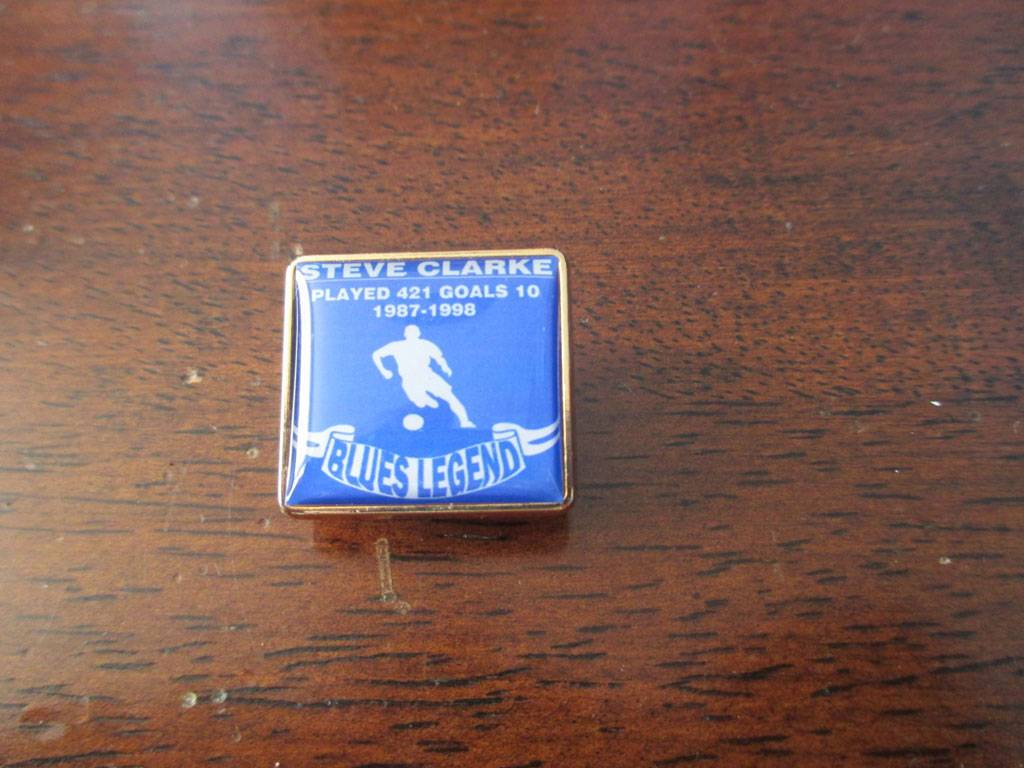 STEVE CLARKE
PLAYED 421 GOALS 10
1987-1998
BLUES LEGEND